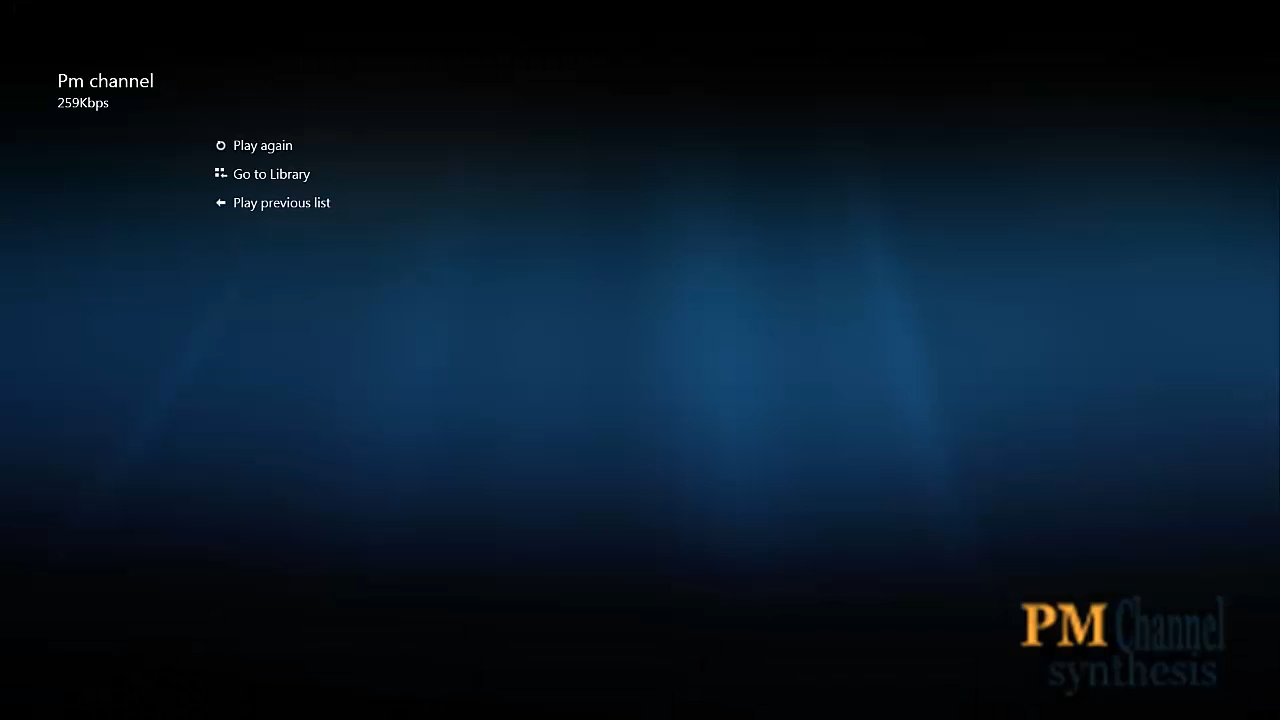 Pm channel
259Kbps
Play again
Go to Library
Play previous list
PM Channel
synthesis